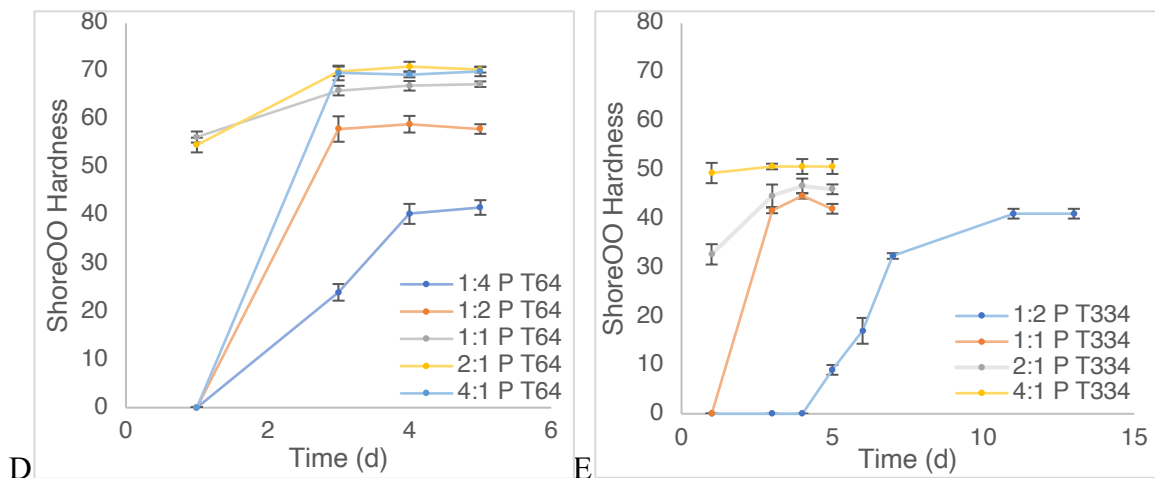 80
70
60
50
40
30
20
10
0
ShoreOO Hardness
1:4 P T64
1:2 P T64
1:1 P T64
2:1 P T64
4:1 P T64
0 2 4 6
Time (d)
D
80
70
60
50
40
30
20
10
0
ShoreOO Hardness
1:2 P T334
1:1 P T334
2:1 P T334
4:1 P T334
0 5 10 15
Time (d)
E